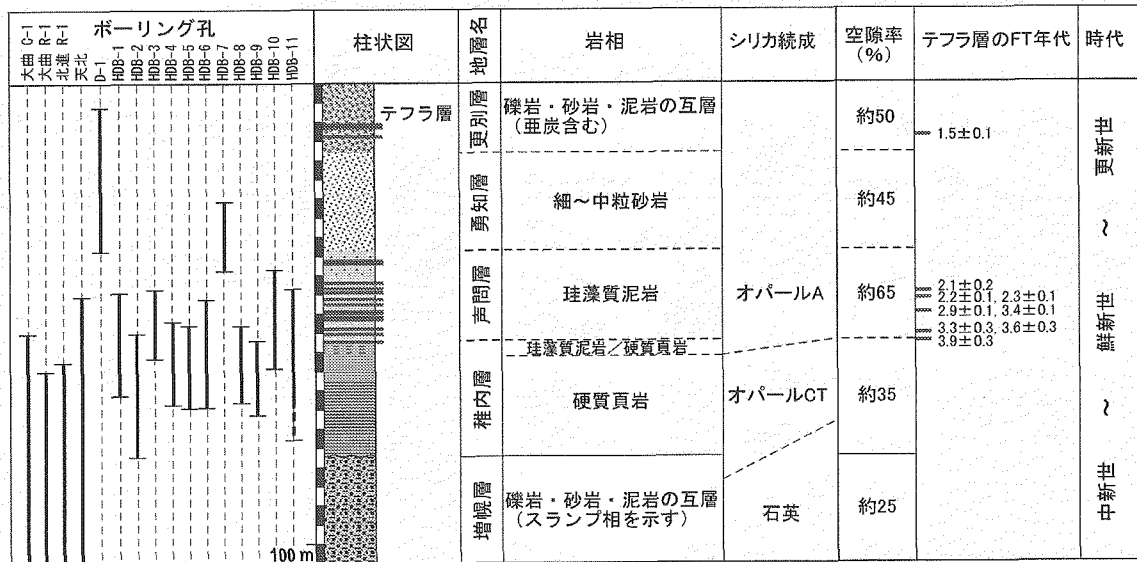 ボーリング孔
大曲 C-1
大曲 R-1
北進 R-1
天北
D-1
HDB-1
HDB-2
HDB-3
HDB-4
HDB-5
HDB-6
HDB-7
HDB-8
HDB-9
HDB-10
HDB-11
柱状図
地層名
岩相
シリカ続成
空隙率
(%)
テフラ層のFT年代
時代
テフラ層
更別層
礫岩・砂岩・泥岩の互層
(亜炭含む)
約50
1.5±0.1
更新世
勇知層
細〜中粒砂岩
約45
〜
声問層
珪藻質泥岩
オパールA
約65
2.1±0.2
2.2±0.1, 2.3±0.1
2.9±0.1, 3.4±0.1
3.3±0.3, 3.6±0.3
3.9±0.3
鮮新世
珪藻質泥岩/硬質頁岩
稚内層
硬質頁岩
オパールCT
約35
〜
増幌層
礫岩・砂岩・泥岩の互層
(スランプ相を示す)
石英
約25
中新世
100 m